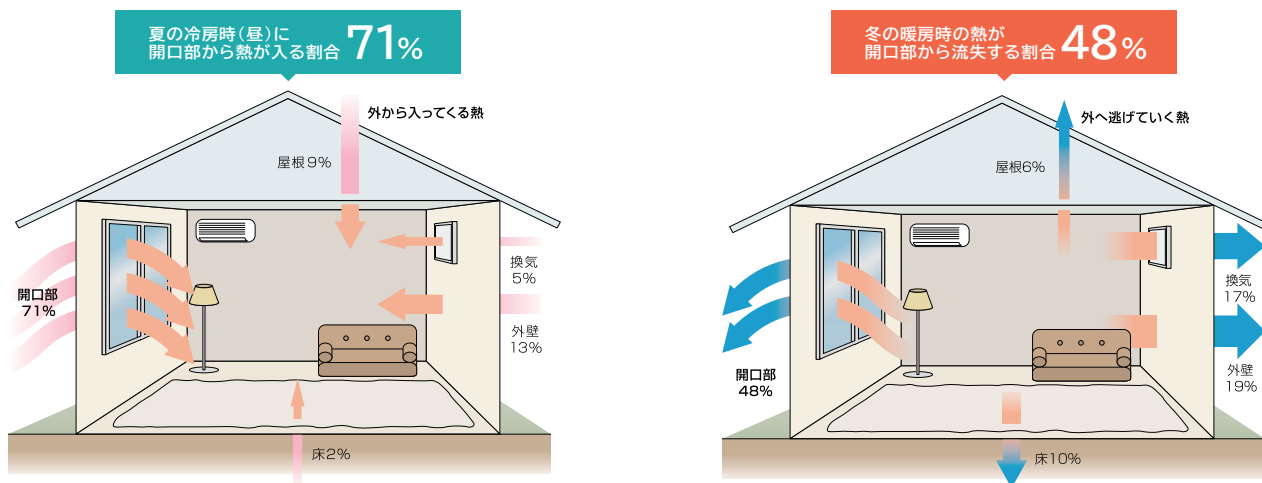 夏の冷房時(昼)に
開口部から熱が入る割合 71%
外から入ってくる熱
屋根9%
換気
5%
開口部
71%
外壁
13%
床2%
冬の暖房時の熱が
開口部から流失する割合 48%
外へ逃げていく熱
屋根6%
換気
17%
外壁
19%
開口部
48%
床10%